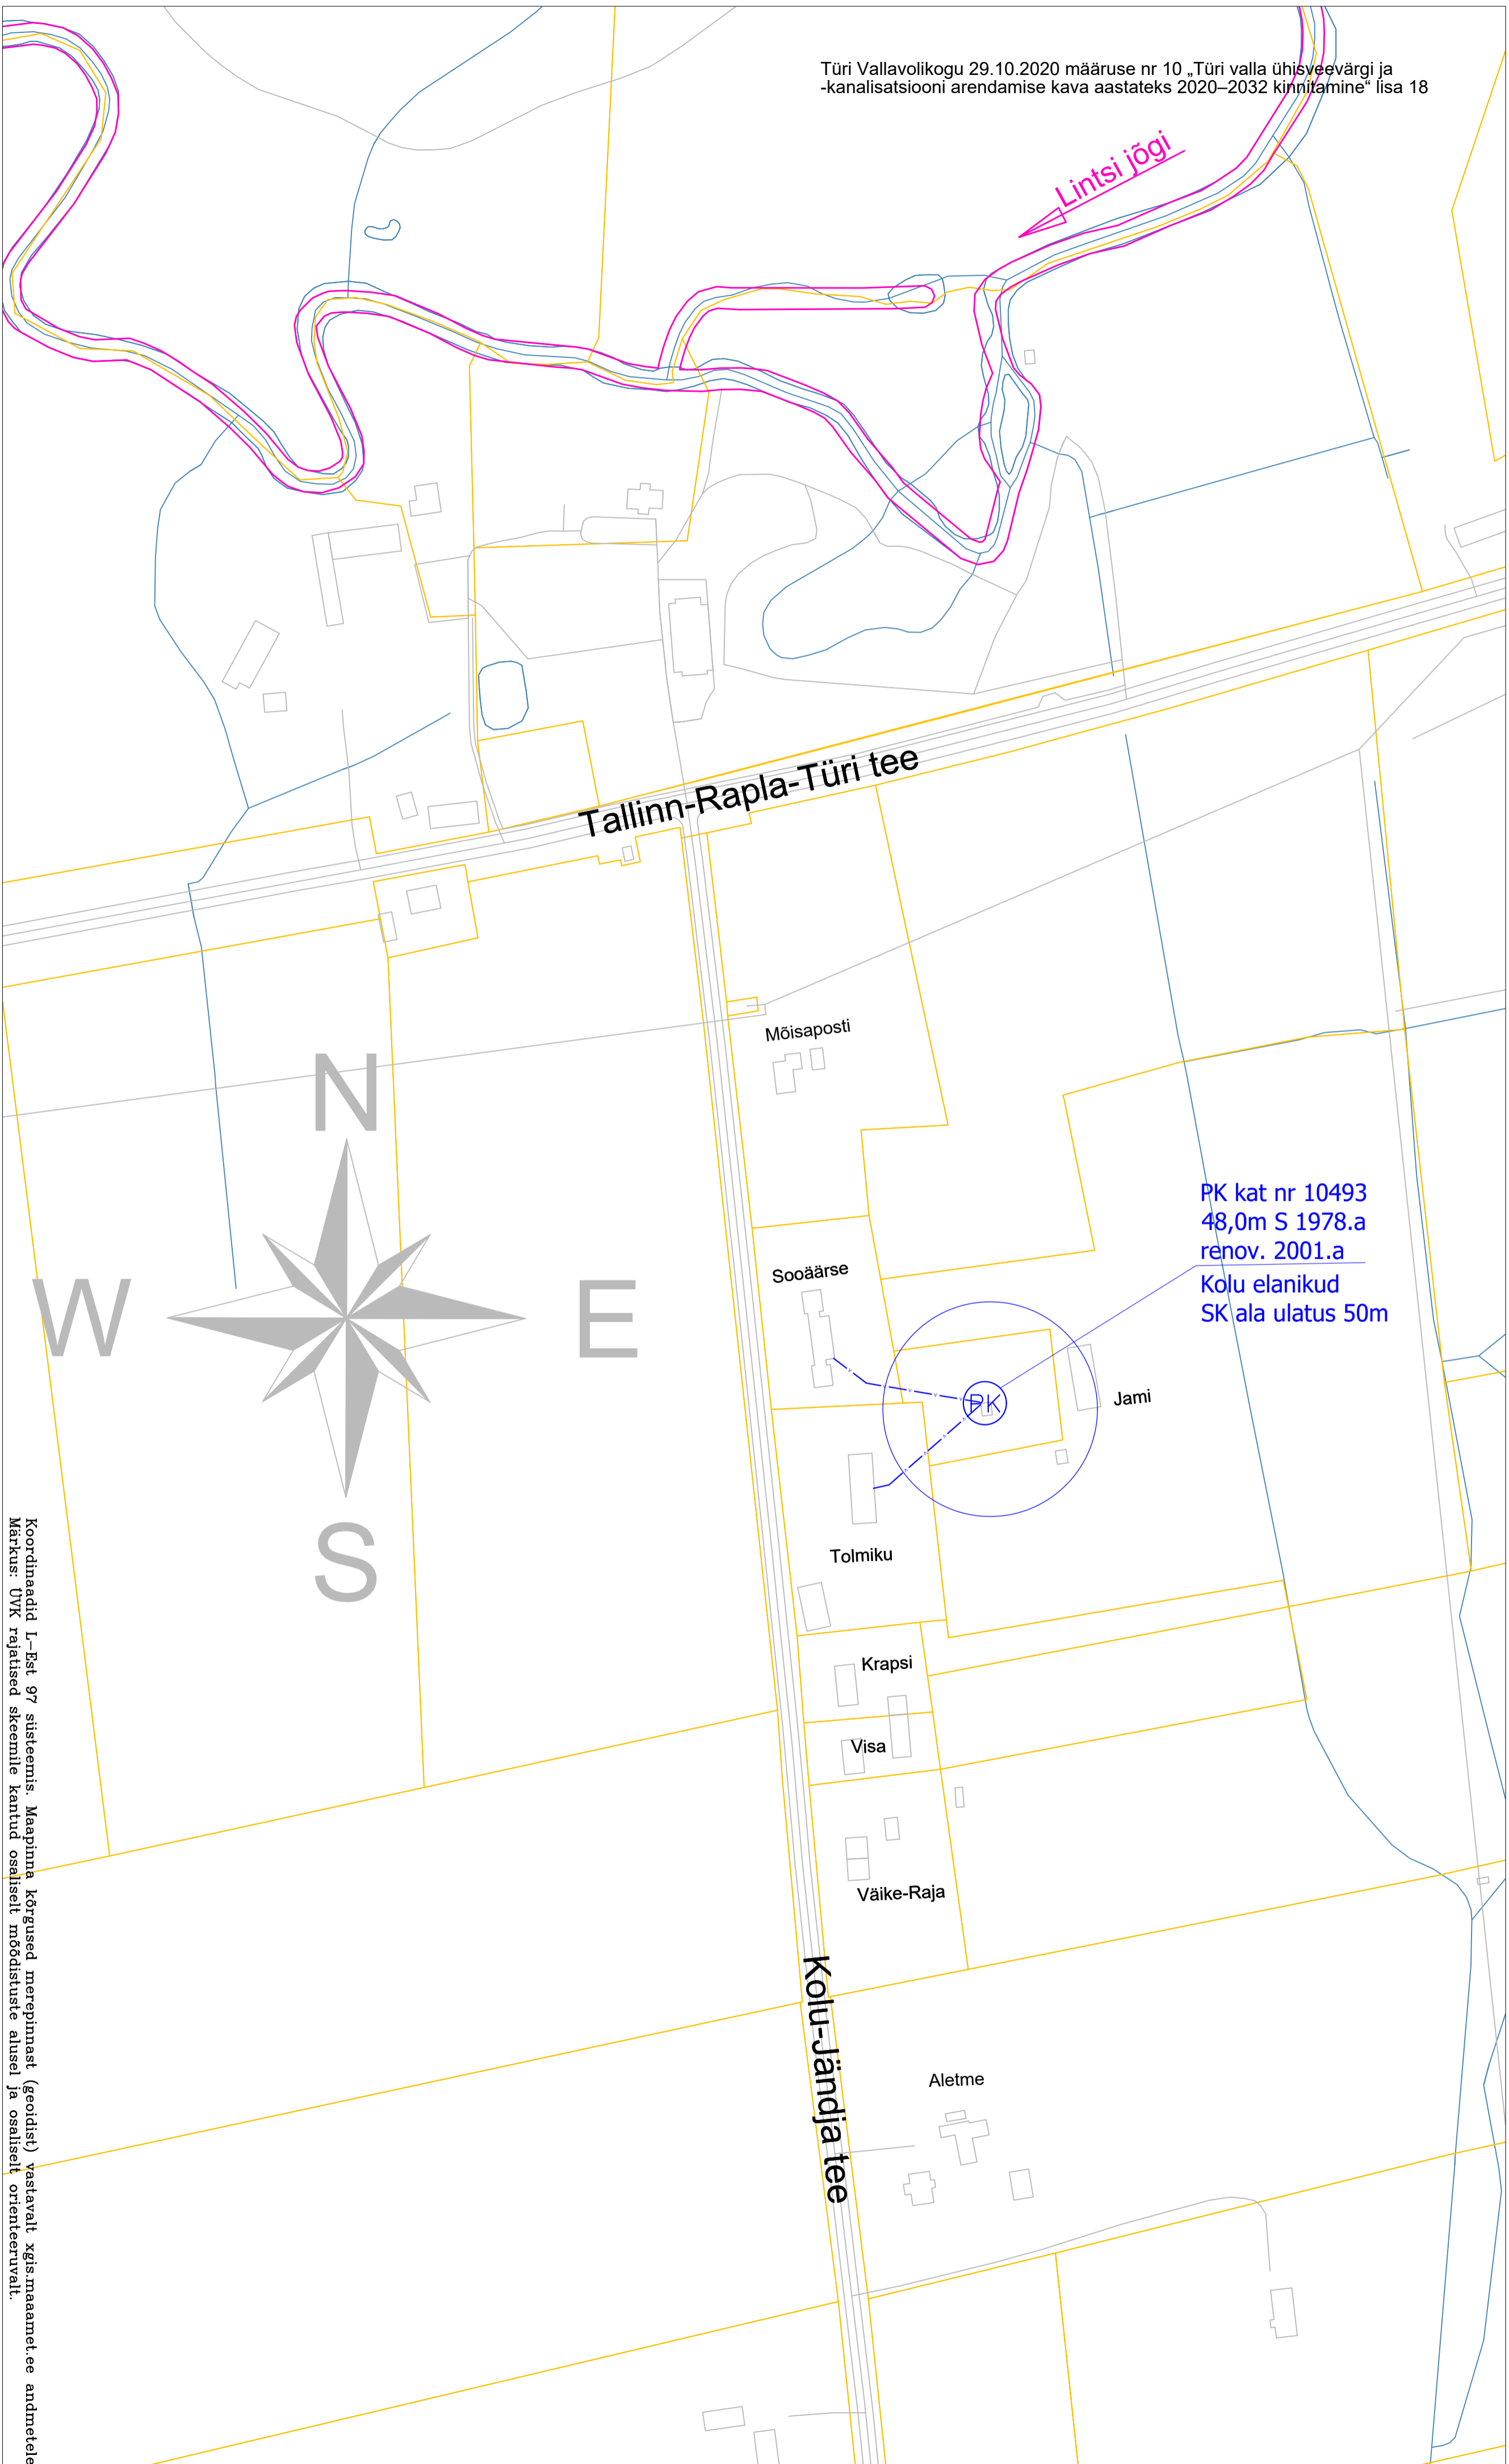 Türi Vallavolikogu 29.10.2020 määruse nr 10 „Türi valla ühisveevärgi ja
-kanalisatsiooni arendamise kava aastateks 2020–2032 kinnitamine“ lisa 18
Lintsi jõgi
Tallinn-Rapla-Türi tee
Mõisaposti
N
W
E
S
PK kat nr 10493
48,0m S 1978.a
renov. 2001.a
Kolu elanikud
SK ala ulatus 50m
Sooäärse
PK
Jami
Tolmiku
Krapsi
Visa
Väike-Raja
Kolu-Jändja tee
Aletme
Koordinaadid L-Est 97 süsteemis. Maapinna kõrgused merepinnast (geoidist) vastavalt xgis.maaamet.ee andmetele
Märkus: ÜVK rajatised skeemile kantud osaliselt mõõdistuste alusel ja osaliselt orienteeruvalt.